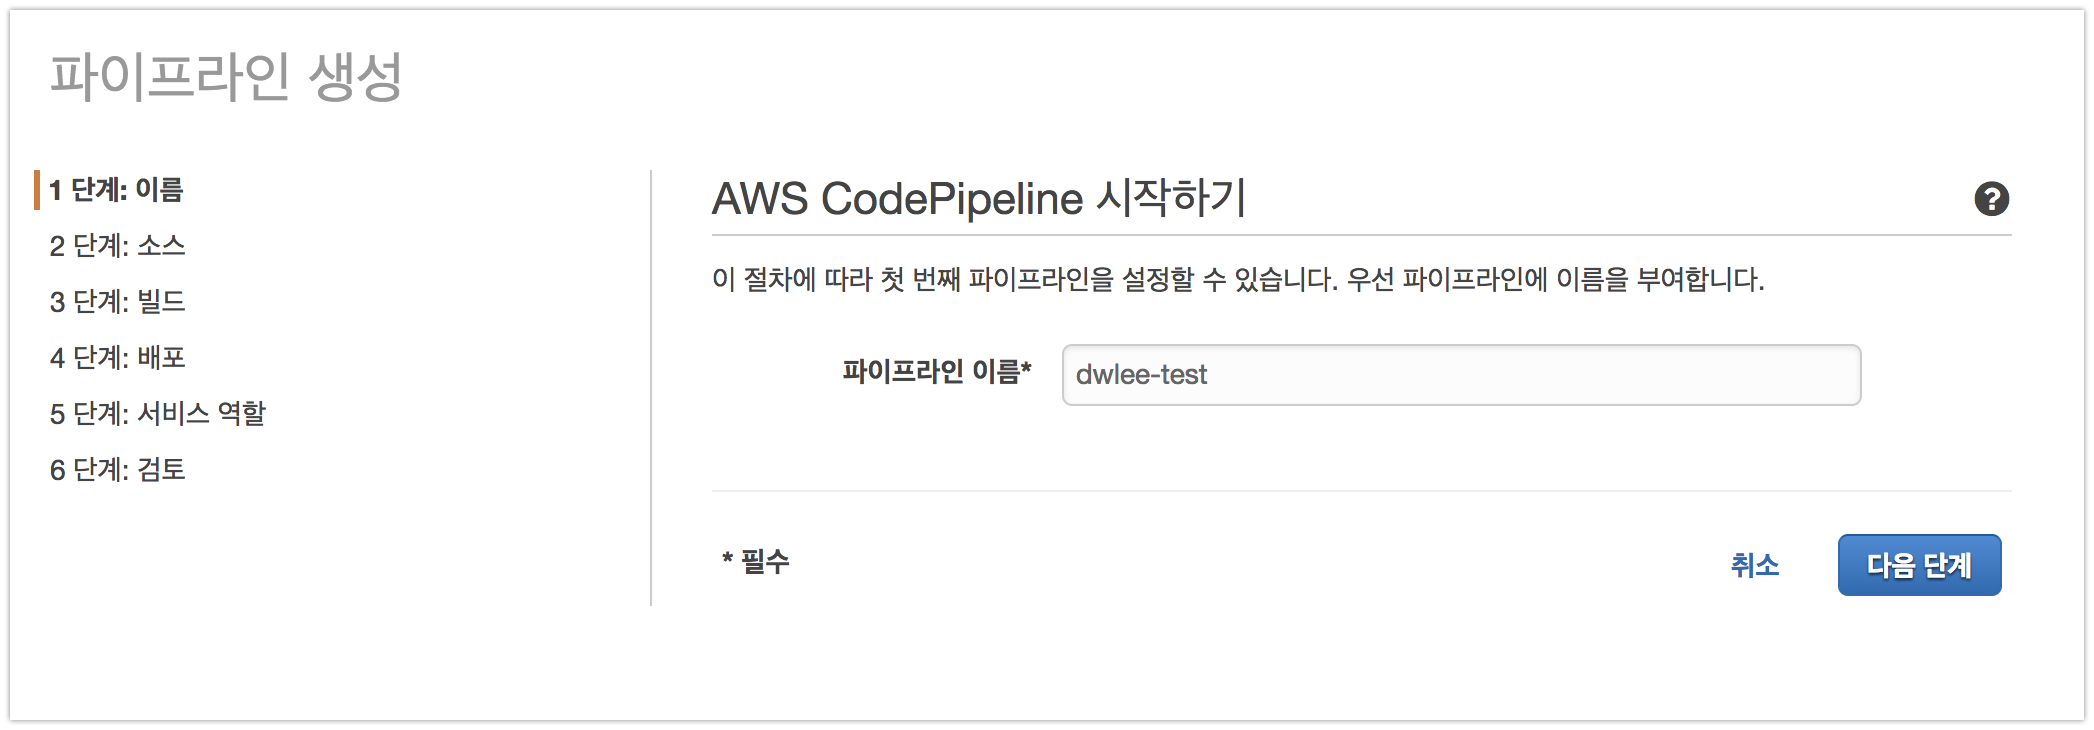 파이프라인 생성
1 단계: 이름
2 단계: 소스
3 단계: 빌드
4 단계: 배포
5 단계: 서비스 역할
6 단계: 검토
AWS CodePipeline 시작하기
?
이 절차에 따라 첫 번째 파이프라인을 설정할 수 있습니다. 우선 파이프라인에 이름을 부여합니다.
파이프라인 이름* dwlee-test
* 필수
취소
다음 단계